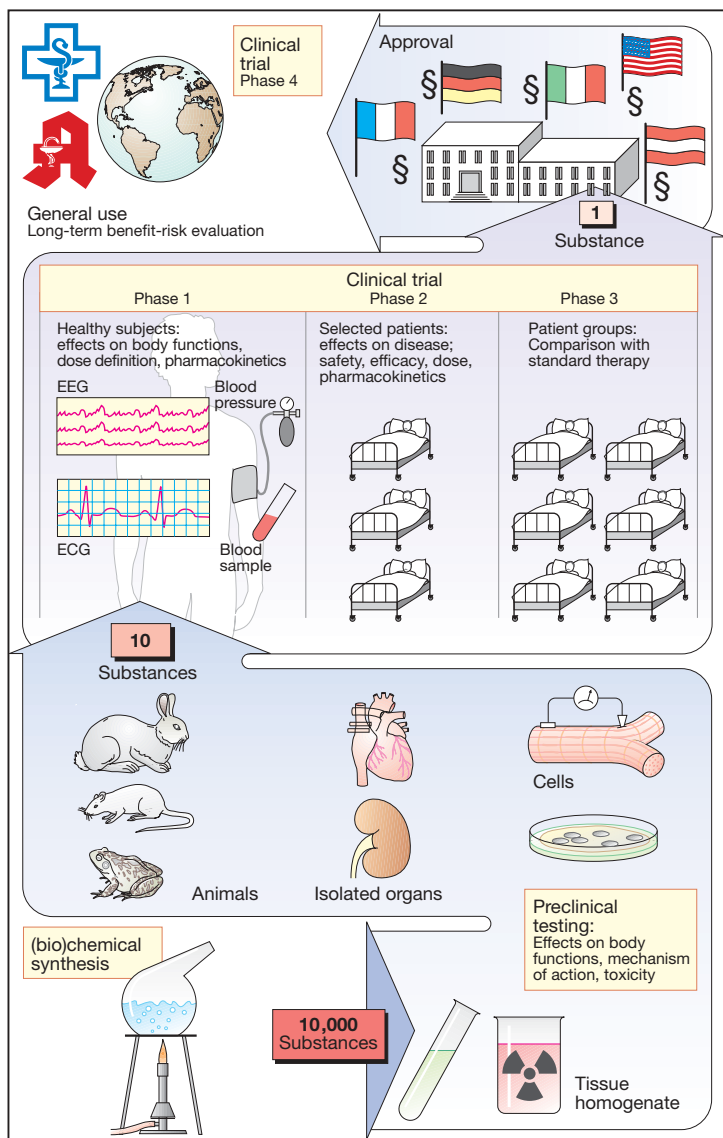 Clinical
trial
Phase 4
Approval
§
§
§
§
§
General use
Long-term benefit-risk evaluation
1
Substance
Clinical trial
Phase 1
Phase 2
Phase 3
Healthy subjects:
effects on body functions,
dose definition, pharmacokinetics
Selected patients:
effects on disease;
safety, efficacy, dose,
pharmacokinetics
Patient groups:
Comparison with
standard therapy
EEG
Blood
pressure
ECG
Blood
sample
10
Substances
Cells
Animals
Isolated organs
Preclinical
testing:
Effects on body
functions, mechanism
of action, toxicity
(bio)chemical
synthesis
10,000
Substances
Tissue
homogenate